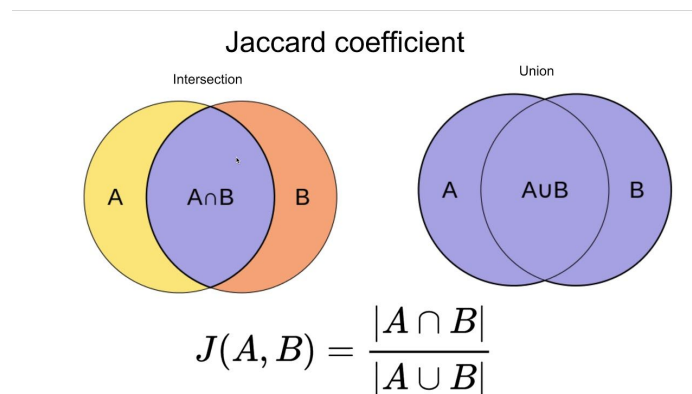 Jaccard coefficient
Intersection
Union
A
A∩B
B
A
A∪B
B
J(A, B) = |A ∩ B| / |A ∪ B|